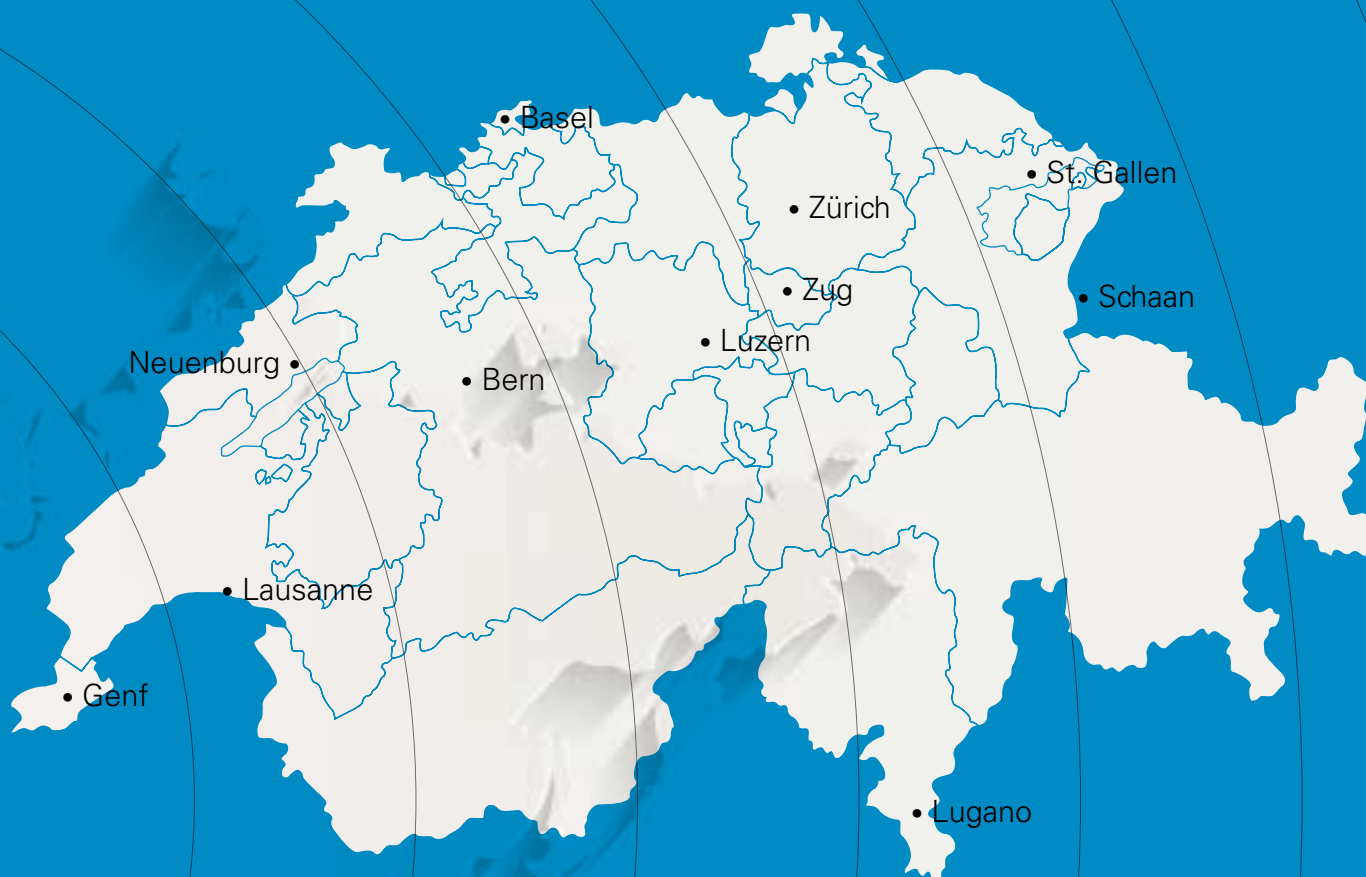 Basel
St. Gallen
Zürich
Zug
Schaan
Luzern
Neuenburg
Bern
Lausanne
Genf
Lugano